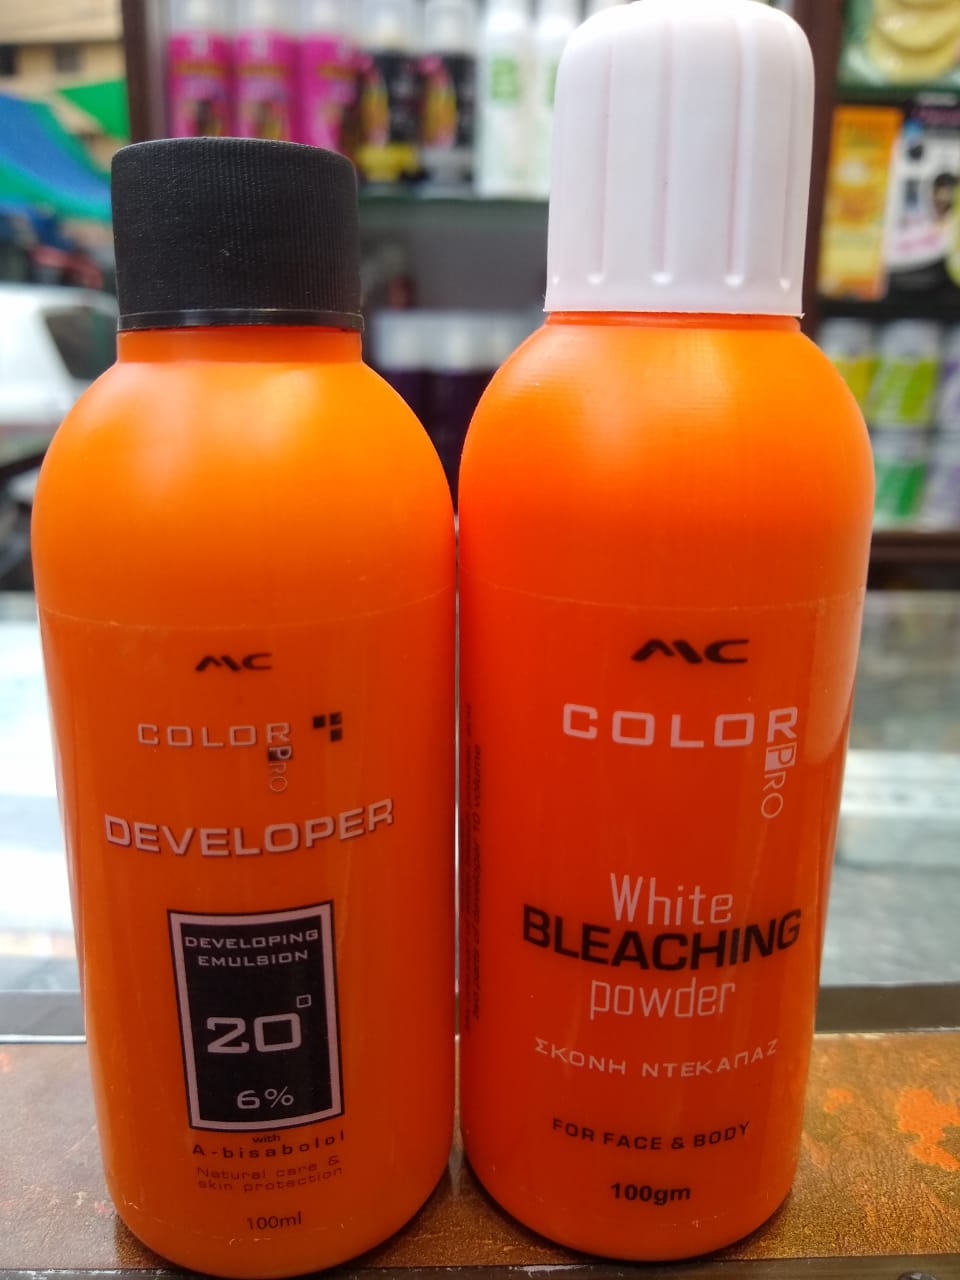 MC
COLOR
PRO
DEVELOPER
DEVELOPING
EMULSION
20°
6%
with
A-bisabolol
Natural care &
skin protection
100ml
MC
COLOR
PRO
White
BLEACHING
powder
ΣΚΟΝΗ ΝΤΕΚΑΠΑΖ
FOR FACE & BODY
100gm